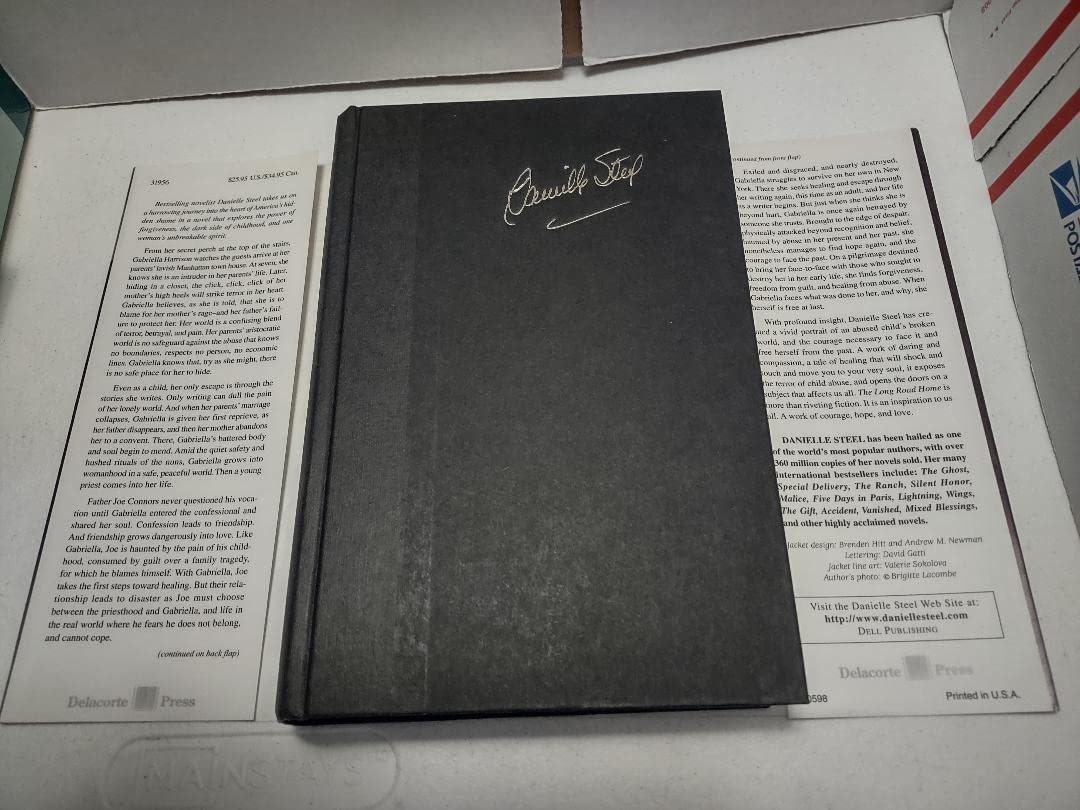 31956 $25.95 U.S./$34.95 Can.
Bestselling novelist Danielle Steel takes us on
a harrowing journey into the heart of America's hid-
den shame in a novel that explores the power of
forgiveness, the dark side of childhood, and one
woman's unbreakable spirit.
From her secret perch at the top of the stairs,
Gabriella Harrison watches the guests arrive at her
parents' lavish Manhattan town house. At seven, she
knows she is an intruder in her parents' life. Later,
hiding in a closet, the click, click, click of her
mother's high heels will strike terror in her heart.
Gabriella believes, as she is told, that she is to
blame for her mother's rage–and her father's fail-
ure to protect her. Her world is a confusing blend
of terror, betrayal, and pain. Her parents' aristocratic
world is no safeguard against the abuse that knows
no boundaries, respects no person, no economic
lines. Gabriella knows that, try as she might, there
is no safe place for her to hide.
Even as a child, her only escape is through the
stories she writes. Only writing can dull the pain
of her lonely world. And when her parents' marriage
collapses, Gabriella is given her first reprieve, as
her father disappears, and then her mother abandons
her to a convent. There, Gabriella's battered body
and soul begin to mend. Amid the quiet safety and
hushed rituals of the nuns, Gabriella grows into
womanhood in a safe, peaceful world. Then a young
priest comes into her life.
Father Joe Connors never questioned his voca-
tion until Gabriella entered the confessional and
shared her soul. Confession leads to friendship.
And friendship grows dangerously into love. Like
Gabriella, Joe is haunted by the pain of his child-
hood, consumed by guilt over a family tragedy,
for which he blames himself. With Gabriella, Joe
takes the first steps toward healing. But their rela-
tionship leads to disaster as Joe must choose
between the priesthood and Gabriella, and life in
the real world where he fears he does not belong,
and cannot cope.
(continued on back flap)
Delacorte Press
Danielle Steel
from front flap)
Exiled and disgraced, and nearly destroyed,
Gabriella struggles to survive on her own in New
York. There she seeks healing and escape through
her writing again, this time as an adult, and her life
as a writer begins. But just when she thinks she is
beyond hurt, Gabriella is once again betrayed by
someone she trusts. Brought to the edge of despair,
physically attacked beyond recognition and belief,
haunted by abuse in her present and her past, she
nonetheless manages to find hope again, and the
courage to face the past. On a pilgrimage destined
to bring her face-to-face with those who sought to
destroy her in her early life, she finds forgiveness,
freedom from guilt, and healing from abuse. When
Gabriella faces what was done to her, and why, she
herself is free at last.
With profound insight, Danielle Steel has cre-
ated a vivid portrait of an abused child's broken
world, and the courage necessary to face it and
free herself from the past. A work of daring and
compassion, a tale of healing that will shock and
touch and move you to your very soul, it exposes
the terror of child abuse, and opens the doors on a
subject that affects us all. The Long Road Home is
more than riveting fiction. It is an inspiration to us
all. A work of courage, hope, and love.
DANIELLE STEEL has been hailed as one
of the world's most popular authors, with over
360 million copies of her novels sold. Her many
international bestsellers include: The Ghost,
Special Delivery, The Ranch, Silent Honor,
Malice, Five Days in Paris, Lightning, Wings,
The Gift, Accident, Vanished, Mixed Blessings,
and other highly acclaimed novels.
Jacket design: Brenden Hitt and Andrew M. Newman
Lettering: David Gatti
Jacket line art: Valerie Sokolova
Author's photo: © Brigitte Lacombe
Visit the Danielle Steel Web Site at:
http://www.daniellesteel.com
DELL PUBLISHING
Delacorte Press
0598 Printed in U.S.A.
MAINSTAYS